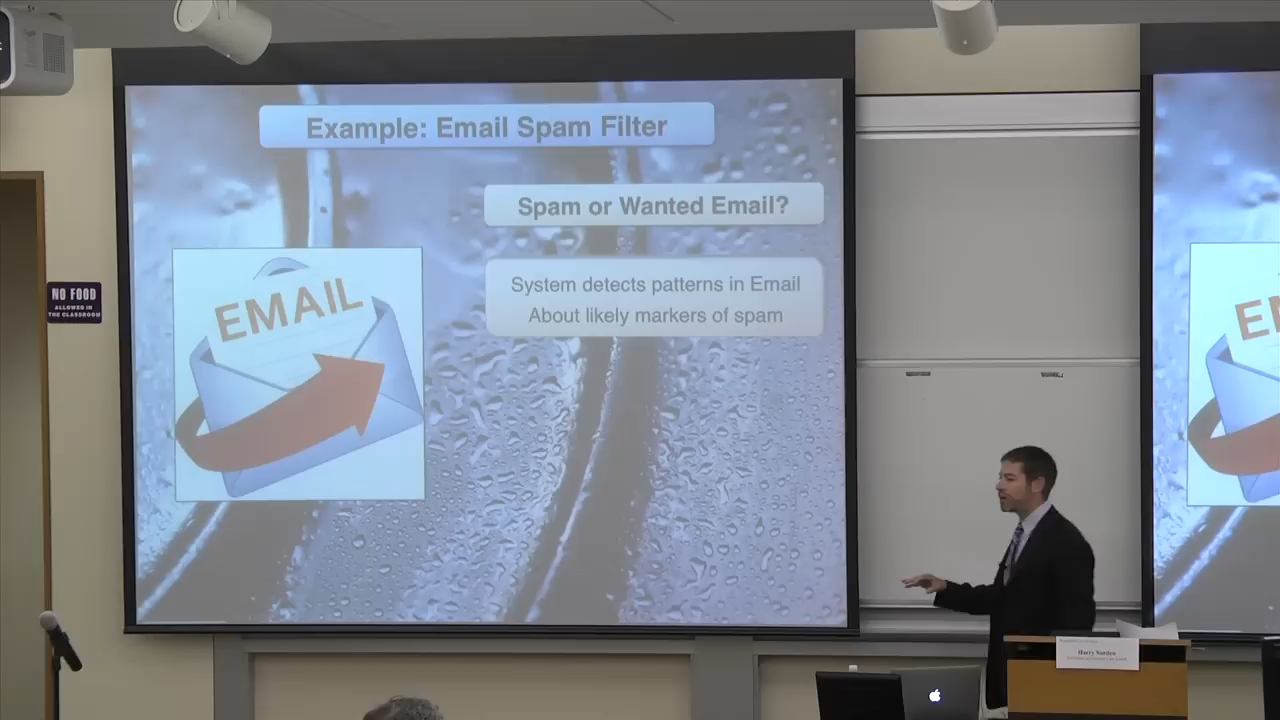 Example: Email Spam Filter
Spam or Wanted Email?
System detects patterns in Email
About likely markers of spam
EMAIL
NO FOOD
ALLOWED IN
THE CLASSROOM
E
Harry Surden